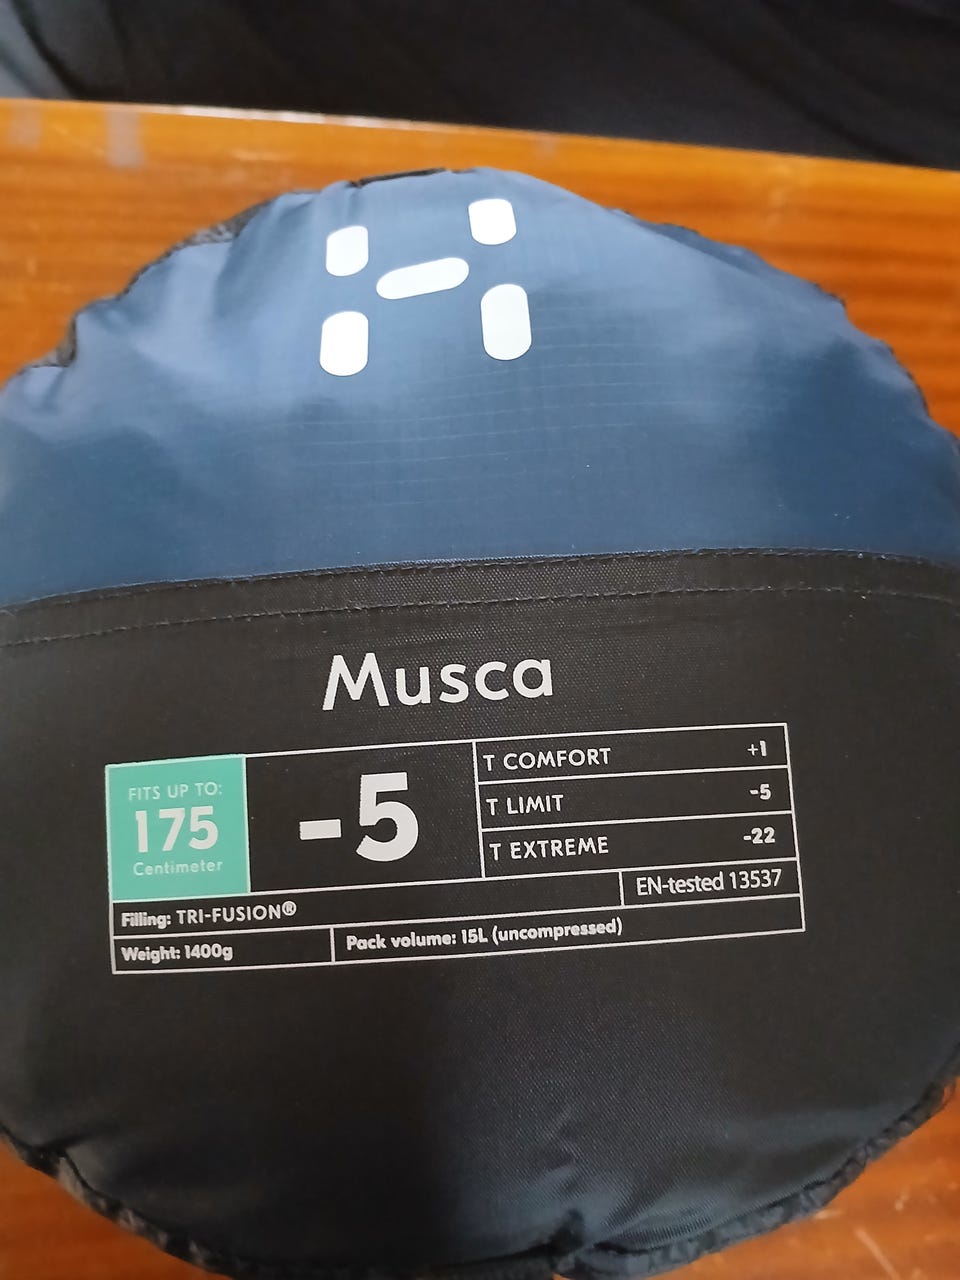 Musca
FITS UP TO:
175
Centimeter
-5
T COMFORT +1
T LIMIT -5
T EXTREME -22
EN-tested 13537
Filling: TRI-FUSION®
Weight: 1400g
Pack volume: 15L (uncompressed)